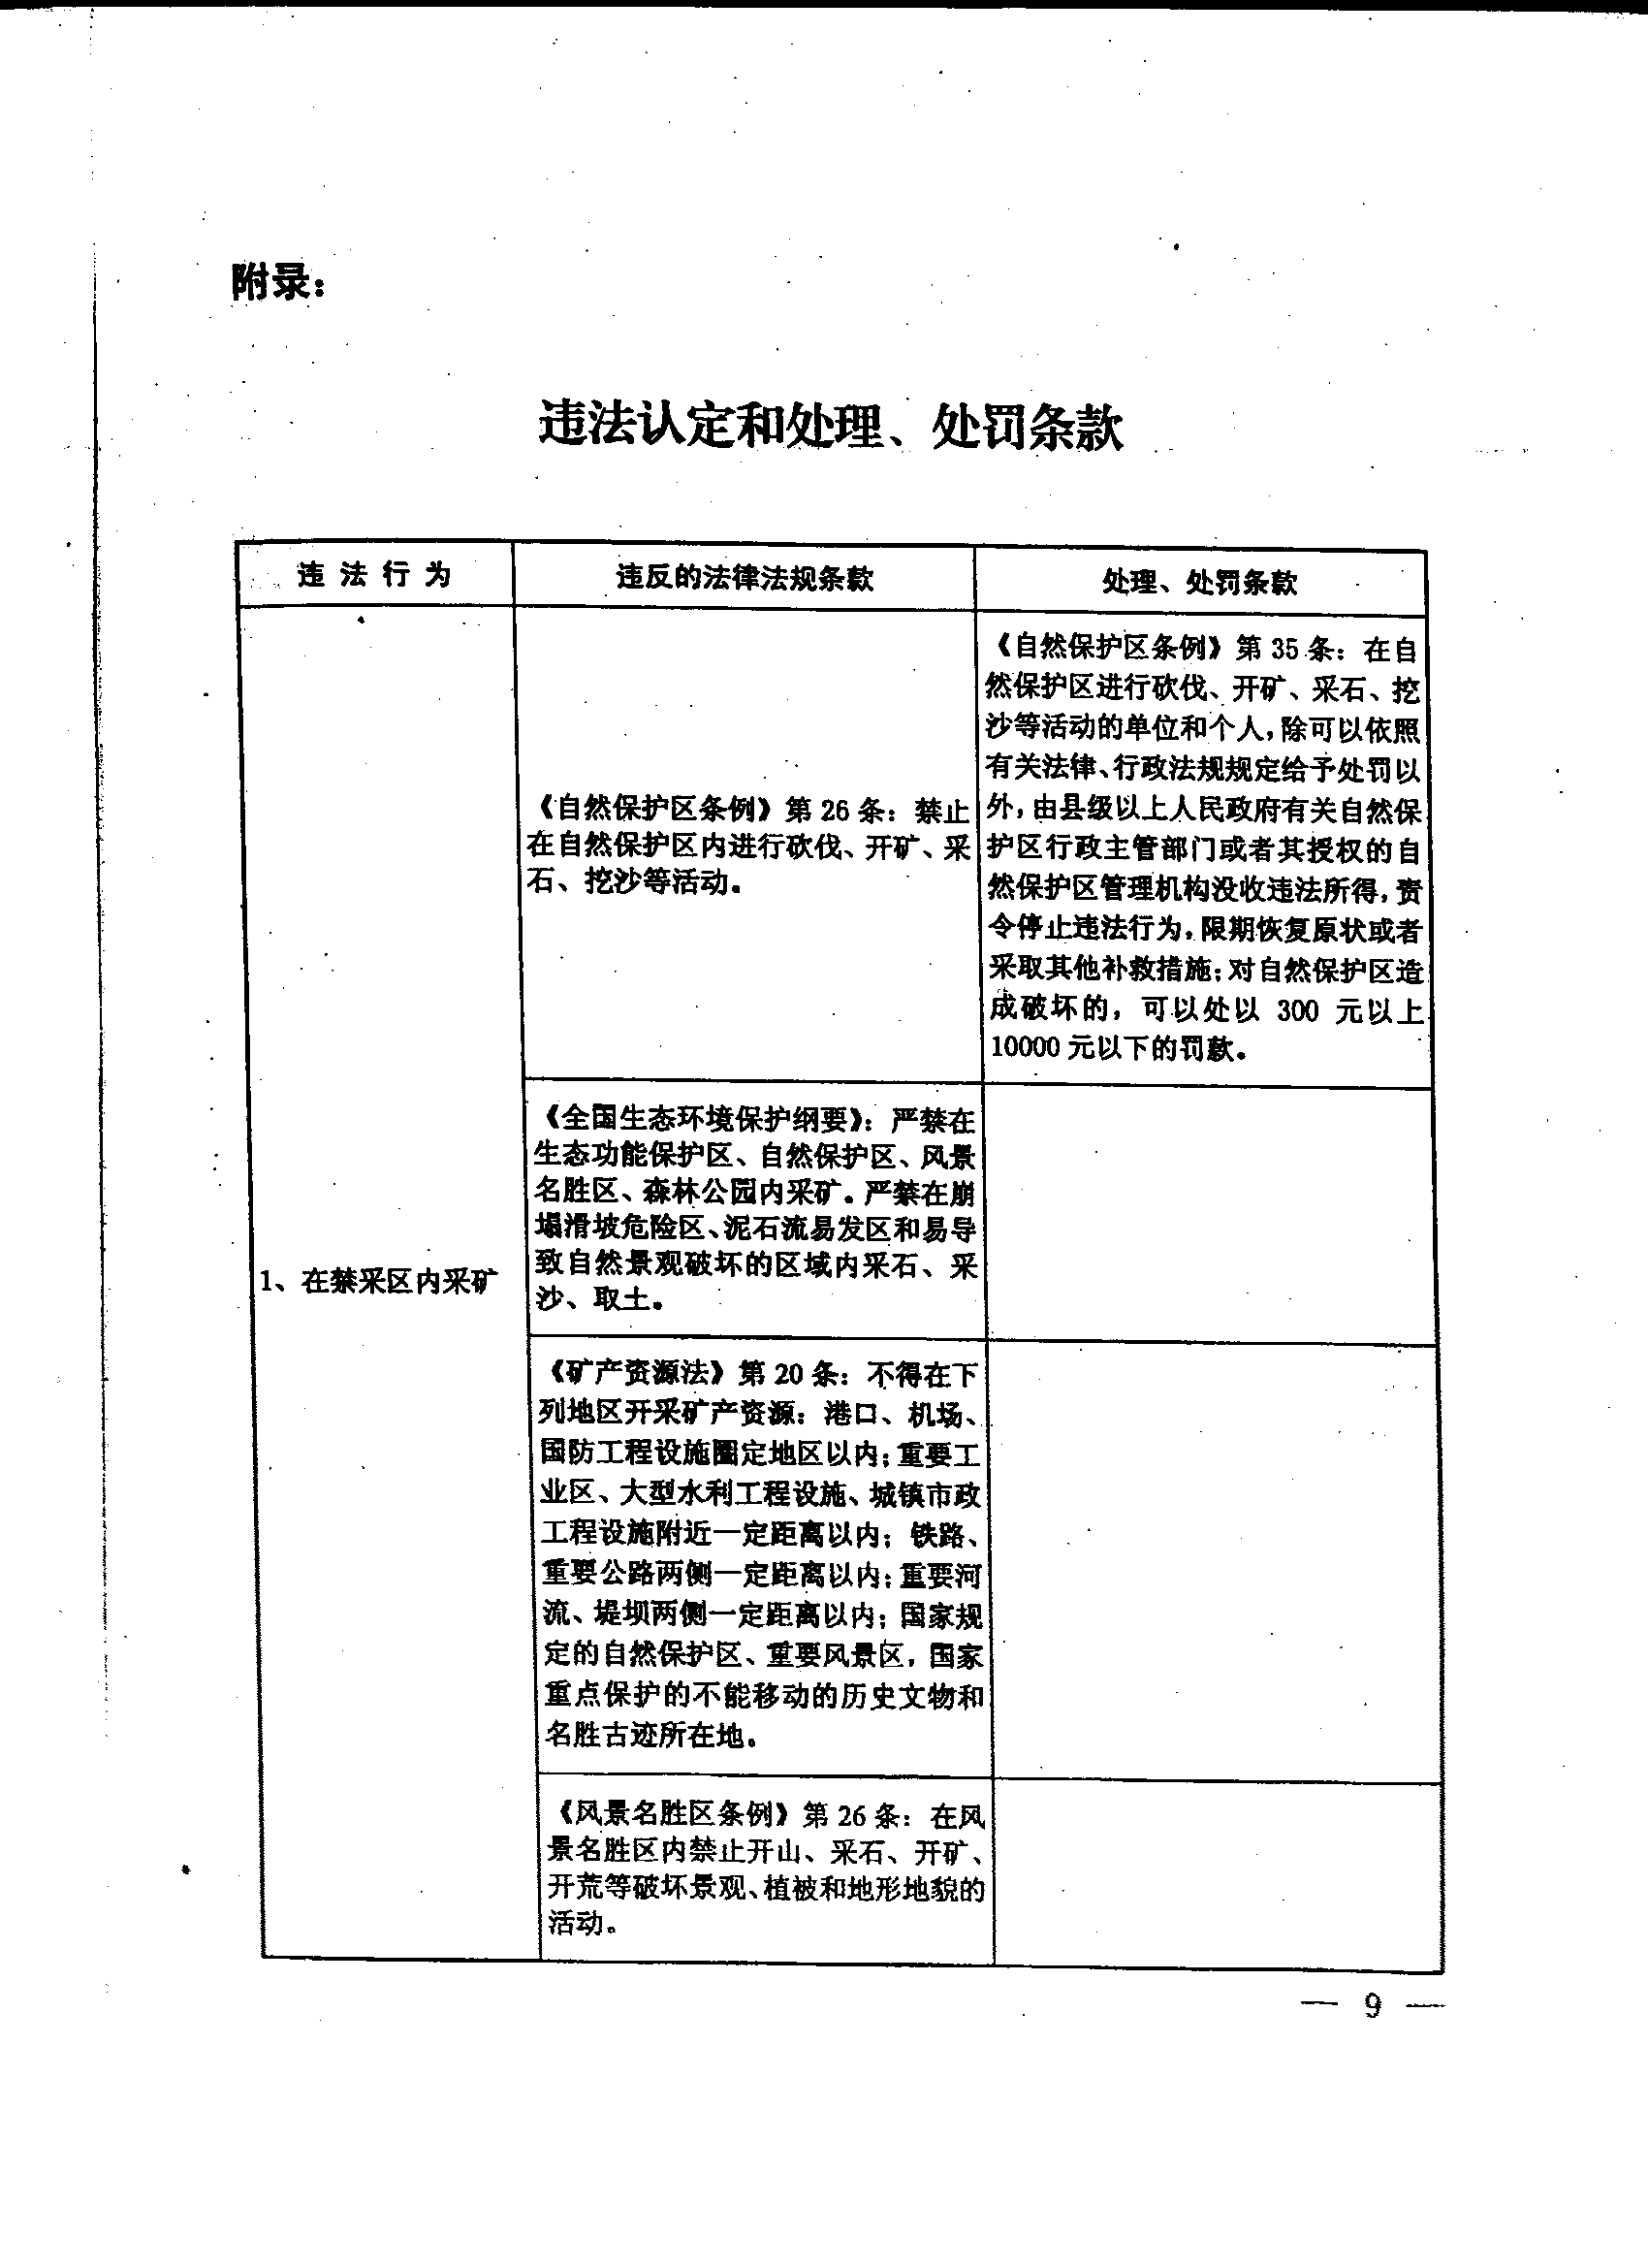 附录：
违法认定和处理、处罚条款
违 法 行 为
违反的法律法规条款
处理、处罚条款
1、在禁采区内采矿
《自然保护区条例》第 26 条：禁止
在自然保护区内进行砍伐、开矿、采
石、挖沙等活动。
《自然保护区条例》第 35 条：在自
然保护区进行砍伐、开矿、采石、挖
沙等活动的单位和个人，除可以依照
有关法律、行政法规规定给予处罚以
外，由县级以上人民政府有关自然保
护区行政主管部门或者其授权的自
然保护区管理机构没收违法所得，责
令停止违法行为，限期恢复原状或者
采取其他补救措施；对自然保护区造
成破坏的，可以处以 300 元以上
10000 元以下的罚款。
《全国生态环境保护纲要》：严禁在
生态功能保护区、自然保护区、风景
名胜区、森林公园内采矿。严禁在崩
塌滑坡危险区、泥石流易发区和易导
致自然景观破坏的区域内采石、采
沙、取土。
《矿产资源法》第 20 条：不得在下
列地区开采矿产资源：港口、机场、
国防工程设施圈定地区以内；重要工
业区、大型水利工程设施、城镇市政
工程设施附近一定距离以内；铁路、
重要公路两侧一定距离以内；重要河
流、堤坝两侧一定距离以内；国家规
定的自然保护区、重要风景区，国家
重点保护的不能移动的历史文物和
名胜古迹所在地。
《风景名胜区条例》第 26 条：在风
景名胜区内禁止开山、采石、开矿、
开荒等破坏景观、植被和地形地貌的
活动。
— 9 —